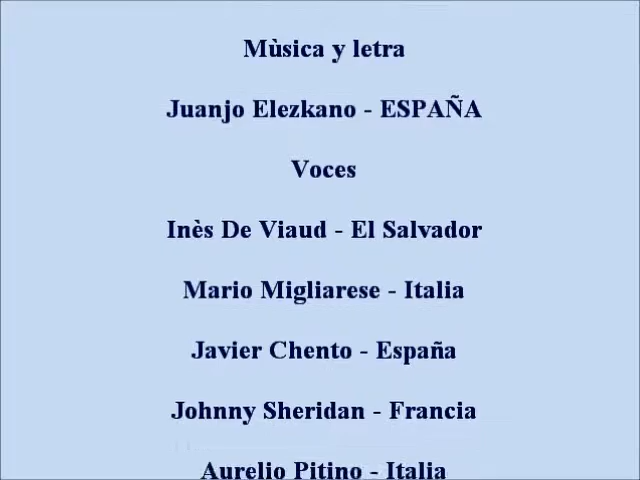 Mùsica y letra
Juanjo Elezkano - ESPAÑA
Voces
Inès De Viaud - El Salvador
Mario Migliarese - Italia
Javier Chento - España
Johnny Sheridan - Francia
Aurelio Pitino - Italia